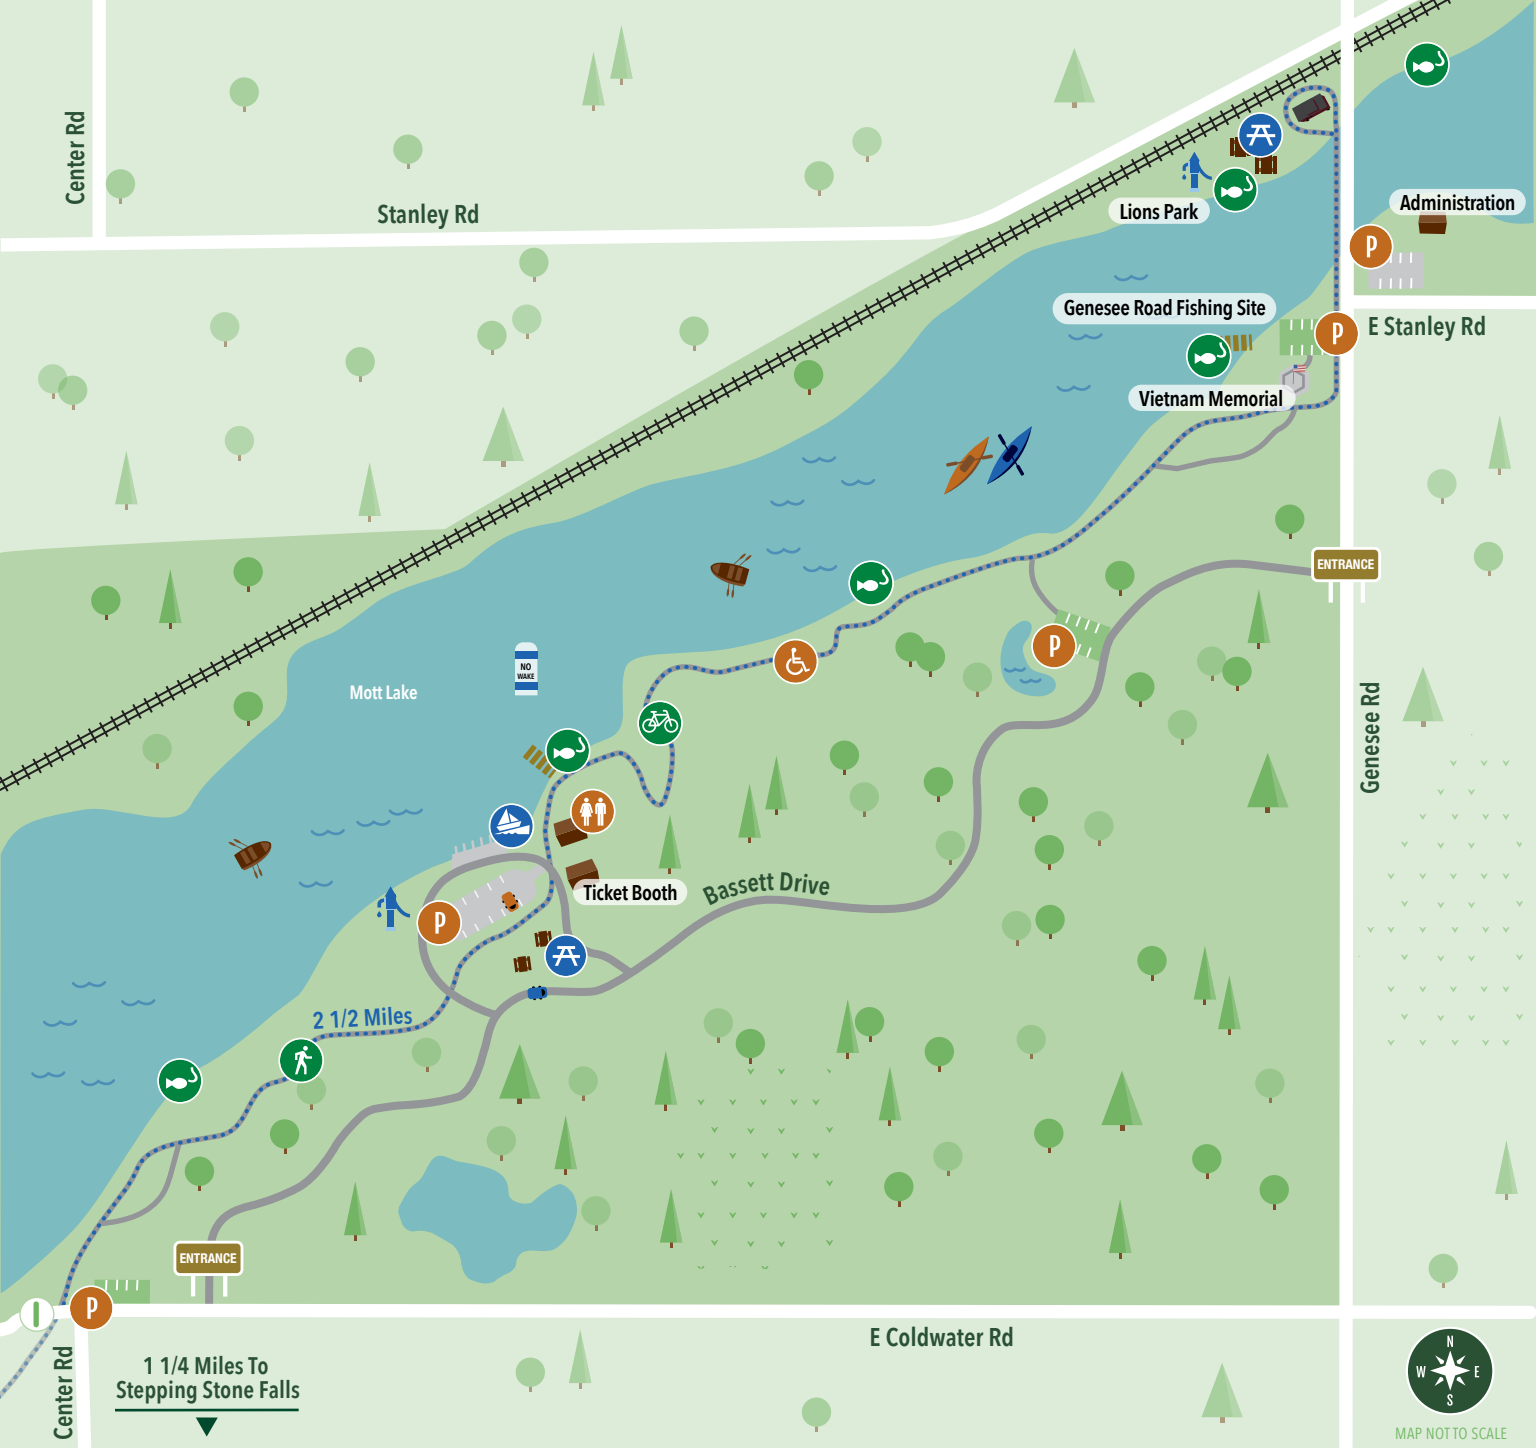 Center Rd
Stanley Rd
Lions Park
Administration
P
Genesee Road Fishing Site
E Stanley Rd
P
Vietnam Memorial
ENTRANCE
P
NO
WAKE
Mott Lake
Genesee Rd
Ticket Booth
Bassett Drive
P
2 1/2 Miles
ENTRANCE
P
E Coldwater Rd
Center Rd
1 1/4 Miles To
Stepping Stone Falls
N
W E
S
MAP NOT TO SCALE